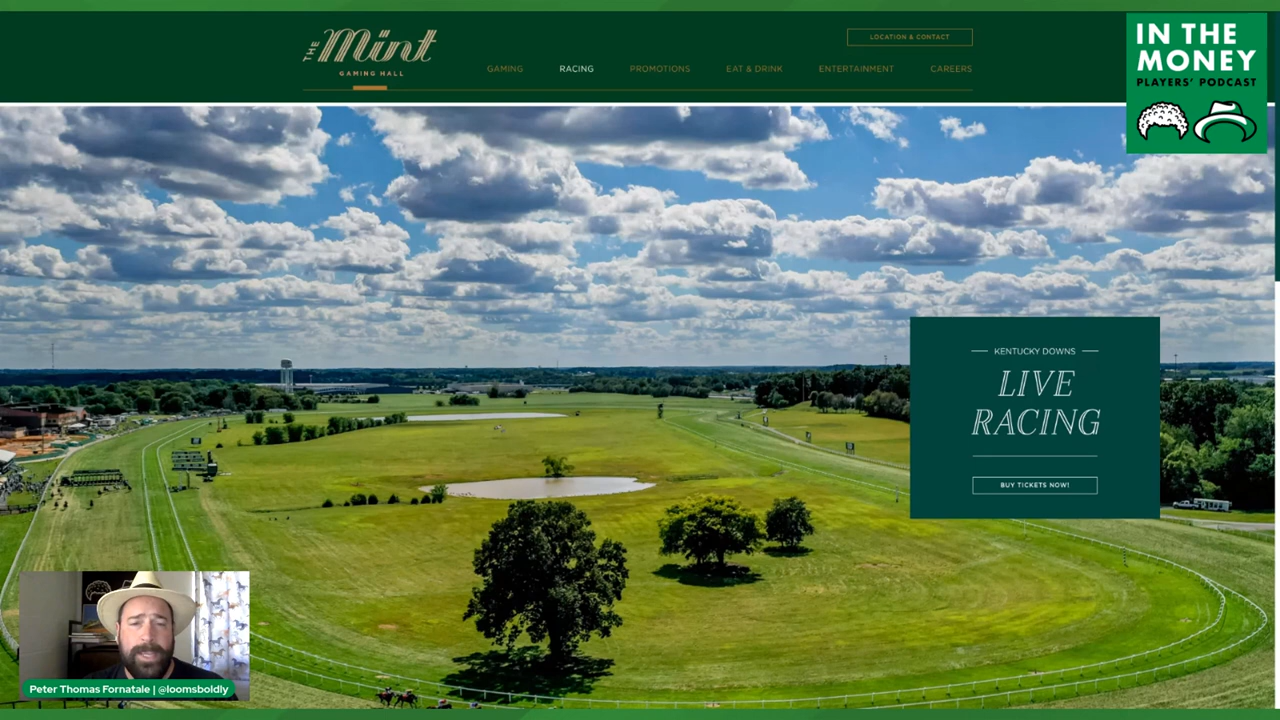 THE Mint
GAMING HALL
LOCATION & CONTACT
GAMING RACING PROMOTIONS EAT & DRINK ENTERTAINMENT CAREERS
IN THE
MONEY
PLAYERS' PODCAST
KENTUCKY DOWNS
LIVE
RACING
BUY TICKETS NOW!
Peter Thomas Fornatale | @loomsboldly